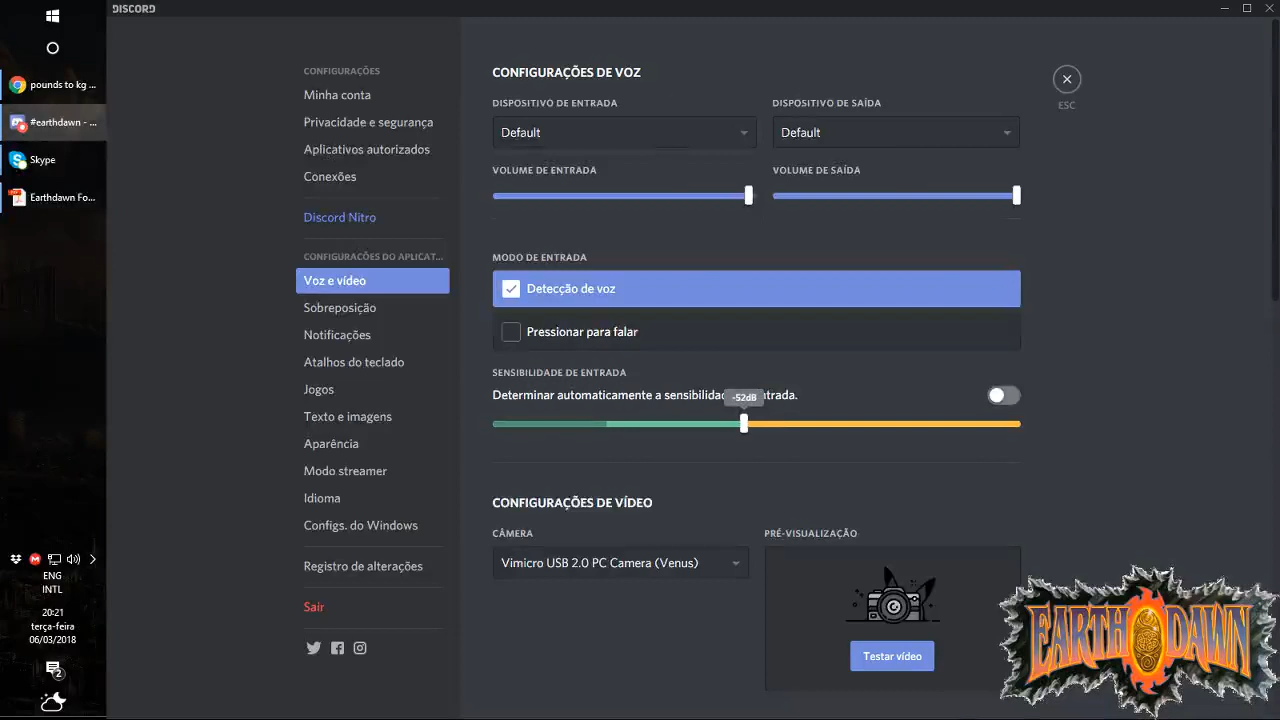 DISCORD
pounds to kg ...
#earthdawn - ...
Skype
Earthdawn Fo...
ENG
INTL
20:21
terça-feira
06/03/2018
2
CONFIGURAÇÕES
Minha conta
Privacidade e segurança
Aplicativos autorizados
Conexões
Discord Nitro
CONFIGURAÇÕES DO APLICAT...
Voz e vídeo
Sobreposição
Notificações
Atalhos do teclado
Jogos
Texto e imagens
Aparência
Modo streamer
Idioma
Configs. do Windows
Registro de alterações
Sair
CONFIGURAÇÕES DE VOZ
ESC
DISPOSITIVO DE ENTRADA
DISPOSITIVO DE SAÍDA
Default
Default
VOLUME DE ENTRADA
VOLUME DE SAÍDA
MODO DE ENTRADA
Detecção de voz
Pressionar para falar
SENSIBILIDADE DE ENTRADA
Determinar automaticamente a sensibilidad ntrada.
-52dB
CONFIGURAÇÕES DE VÍDEO
CÂMERA
PRÉ-VISUALIZAÇÃO
Vimicro USB 2.0 PC Camera (Venus)
Testar vídeo
EARTHDAWN